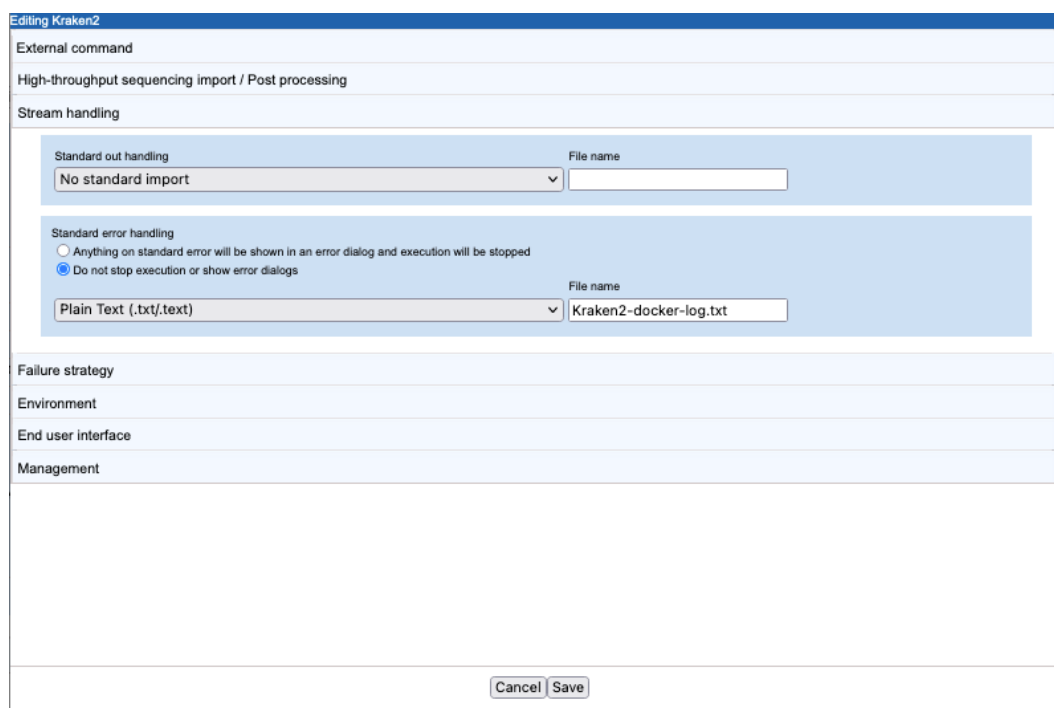 Editing Kraken2
External command
High-throughput sequencing import / Post processing
Stream handling
Standard out handling File name
No standard import
Standard error handling
Anything on standard error will be shown in an error dialog and execution will be stopped
Do not stop execution or show error dialogs
File name
Plain Text (.txt/.text) Kraken2-docker-log.txt
Failure strategy
Environment
End user interface
Management
Cancel Save